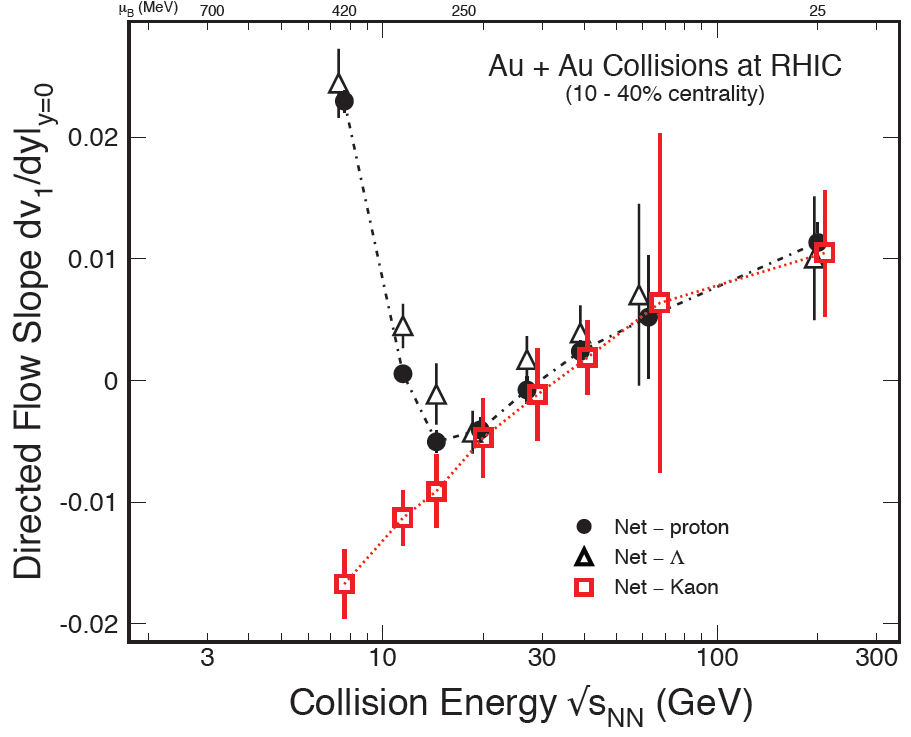 μB (MeV) 700 420 250 25
Au + Au Collisions at RHIC
(10 - 40% centrality)
Directed Flow Slope dv1/dy|y=0
0.02
0.01
0
-0.01
-0.02
Net – proton
Net – Λ
Net – Kaon
3 10 30 100 300
Collision Energy √sNN (GeV)